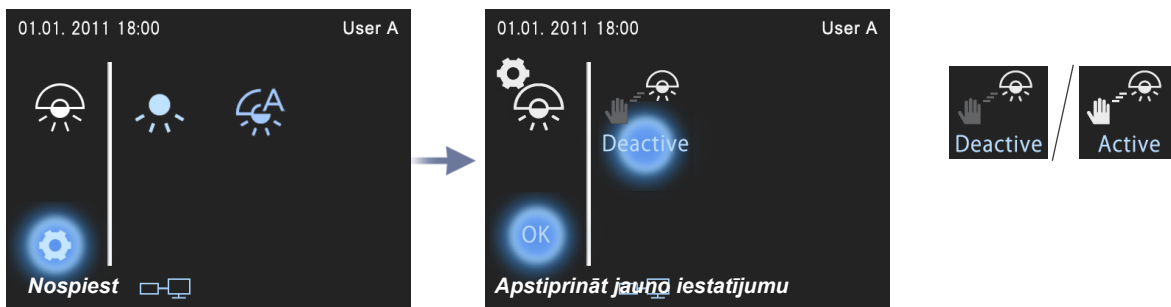 01.01. 2011 18:00 User A
A
Nospiest
01.01. 2011 18:00 User A
Deactive
OK
Apstiprināt jauno iestatījumu
Deactive / Active